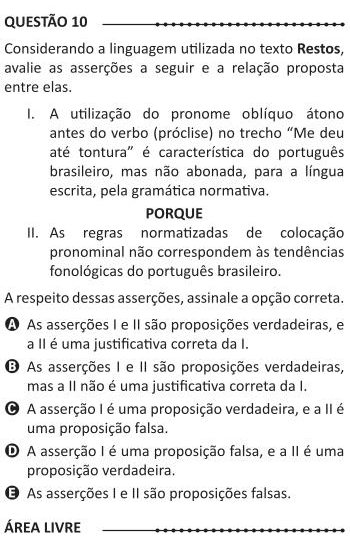 QUESTÃO 10
Considerando a linguagem utilizada no texto Restos,
avalie as asserções a seguir e a relação proposta
entre elas.
I. A utilização do pronome oblíquo átono
antes do verbo (próclise) no trecho “Me deu
até tontura” é característica do português
brasileiro, mas não abonada, para a língua
escrita, pela gramática normativa.
PORQUE
II. As regras normatizadas de colocação
pronominal não correspondem às tendências
fonológicas do português brasileiro.
A respeito dessas asserções, assinale a opção correta.
A As asserções I e II são proposições verdadeiras, e
a II é uma justificativa correta da I.
B As asserções I e II são proposições verdadeiras,
mas a II não é uma justificativa correta da I.
C A asserção I é uma proposição verdadeira, e a II é
uma proposição falsa.
D A asserção I é uma proposição falsa, e a II é uma
proposição verdadeira.
E As asserções I e II são proposições falsas.
ÁREA LIVRE